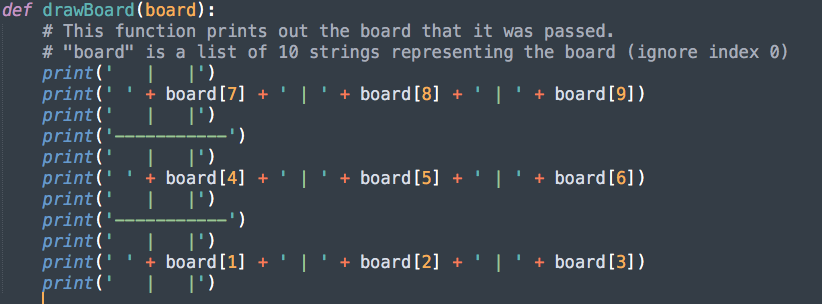 def drawBoard(board):
    # This function prints out the board that it was passed.
    # "board" is a list of 10 strings representing the board (ignore index 0)
    print('   |   |')
    print(' ' + board[7] + ' | ' + board[8] + ' | ' + board[9])
    print('   |   |')
    print('-----------')
    print('   |   |')
    print(' ' + board[4] + ' | ' + board[5] + ' | ' + board[6])
    print('   |   |')
    print('-----------')
    print('   |   |')
    print(' ' + board[1] + ' | ' + board[2] + ' | ' + board[3])
    print('   |   |')